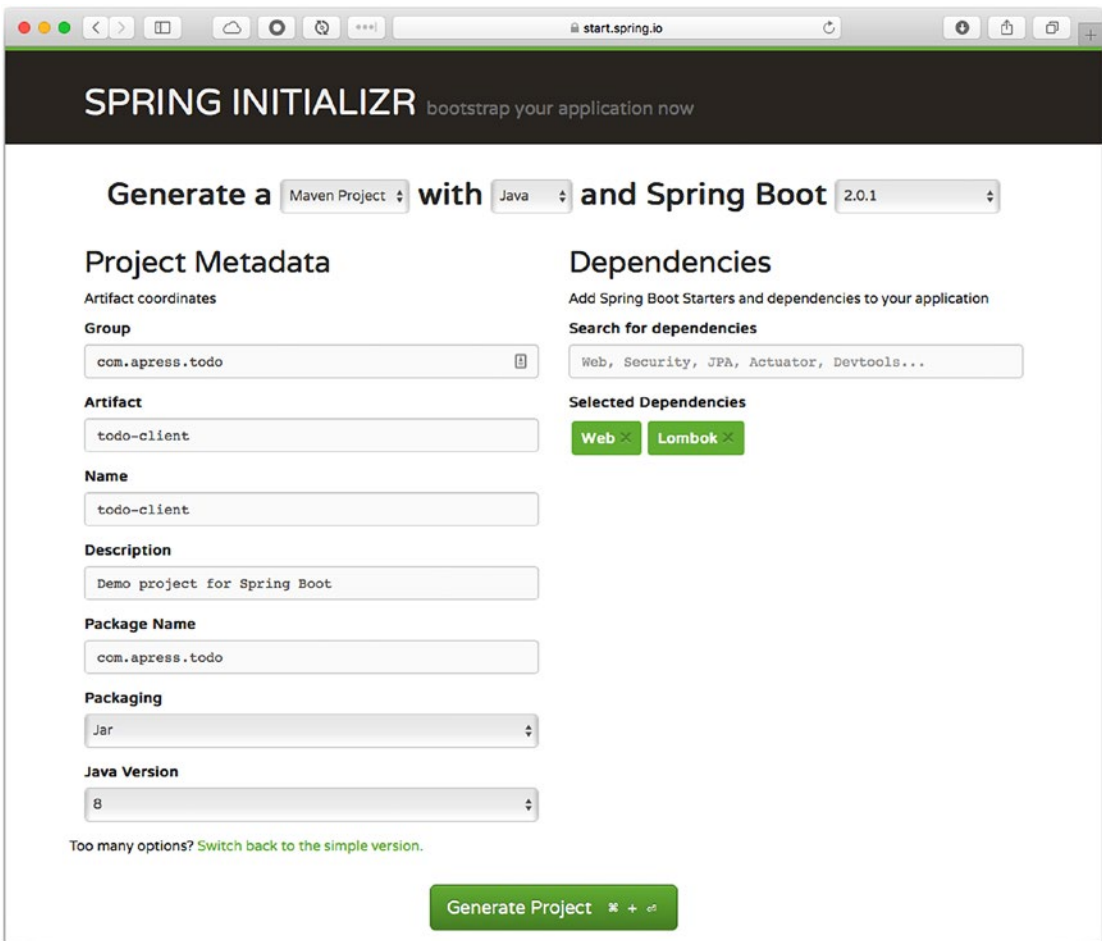 start.spring.io
SPRING INITIALIZR bootstrap your application now
Generate a Maven Project with Java and Spring Boot 2.0.1
Project Metadata
Artifact coordinates
Group
com.apress.todo
Artifact
todo-client
Name
todo-client
Description
Demo project for Spring Boot
Package Name
com.apress.todo
Packaging
Jar
Java Version
8
Dependencies
Add Spring Boot Starters and dependencies to your application
Search for dependencies
Web, Security, JPA, Actuator, Devtools...
Selected Dependencies
Web × Lombok ×
Too many options? Switch back to the simple version.
Generate Project ⌘ + ⏎